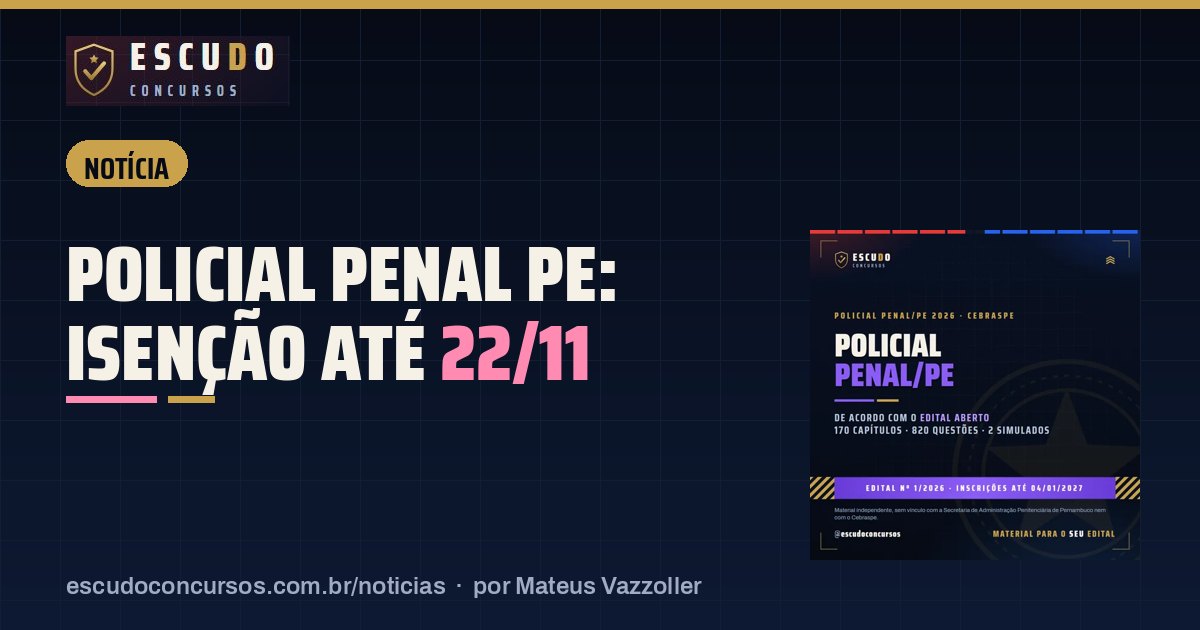 ESCUDO
CONCURSOS
NOTÍCIA
POLICIAL PENAL PE:
ISENÇÃO ATÉ 22/11
ESCUDO
CONCURSOS
POLICIAL PENAL/PE 2026 · CEBRASPE
POLICIAL
PENAL/PE
DE ACORDO COM O EDITAL ABERTO
170 CAPÍTULOS · 820 QUESTÕES · 2 SIMULADOS
EDITAL Nº 1/2026 · INSCRIÇÕES ATÉ 04/01/2027
Material independente, sem vínculo com a Secretaria de Administração Penitenciária de Pernambuco nem
com o Cebraspe.
@escudoconcursos
MATERIAL PARA O SEU EDITAL
escudoconcursos.com.br/noticias · por Mateus Vazzoller